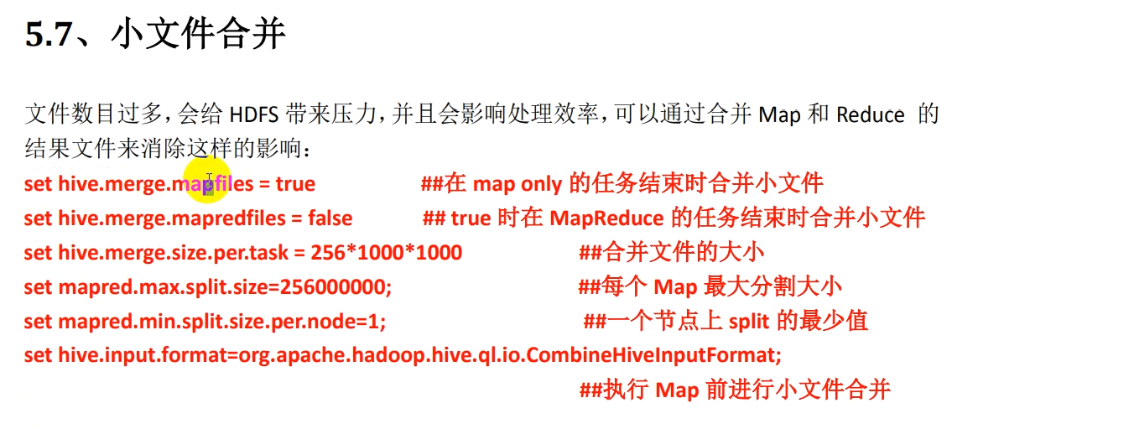 5.7、小文件合并
文件数目过多，会给 HDFS 带来压力，并且会影响处理效率，可以通过合并 Map 和 Reduce 的
结果文件来消除这样的影响：
set hive.merge.mapfiles = true ##在 map only 的任务结束时合并小文件
set hive.merge.mapredfiles = false ## true 时在 MapReduce 的任务结束时合并小文件
set hive.merge.size.per.task = 256*1000*1000 ##合并文件的大小
set mapred.max.split.size=256000000; ##每个 Map 最大分割大小
set mapred.min.split.size.per.node=1; ##一个节点上 split 的最少值
set hive.input.format=org.apache.hadoop.hive.ql.io.CombineHiveInputFormat;
##执行 Map 前进行小文件合并